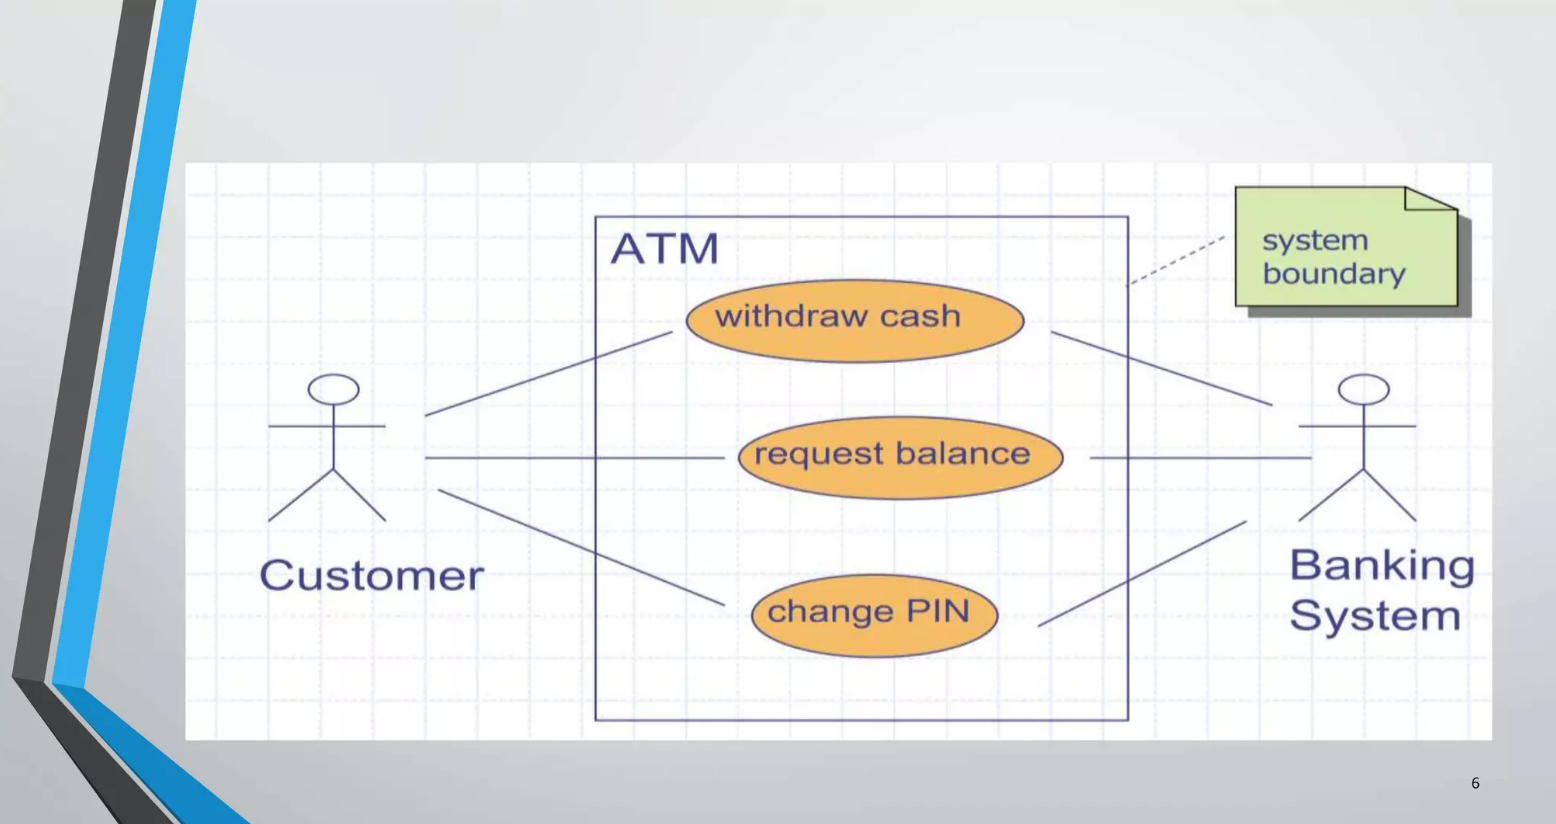 ATM
system
boundary
withdraw cash
request balance
Customer
Banking
System
change PIN
6